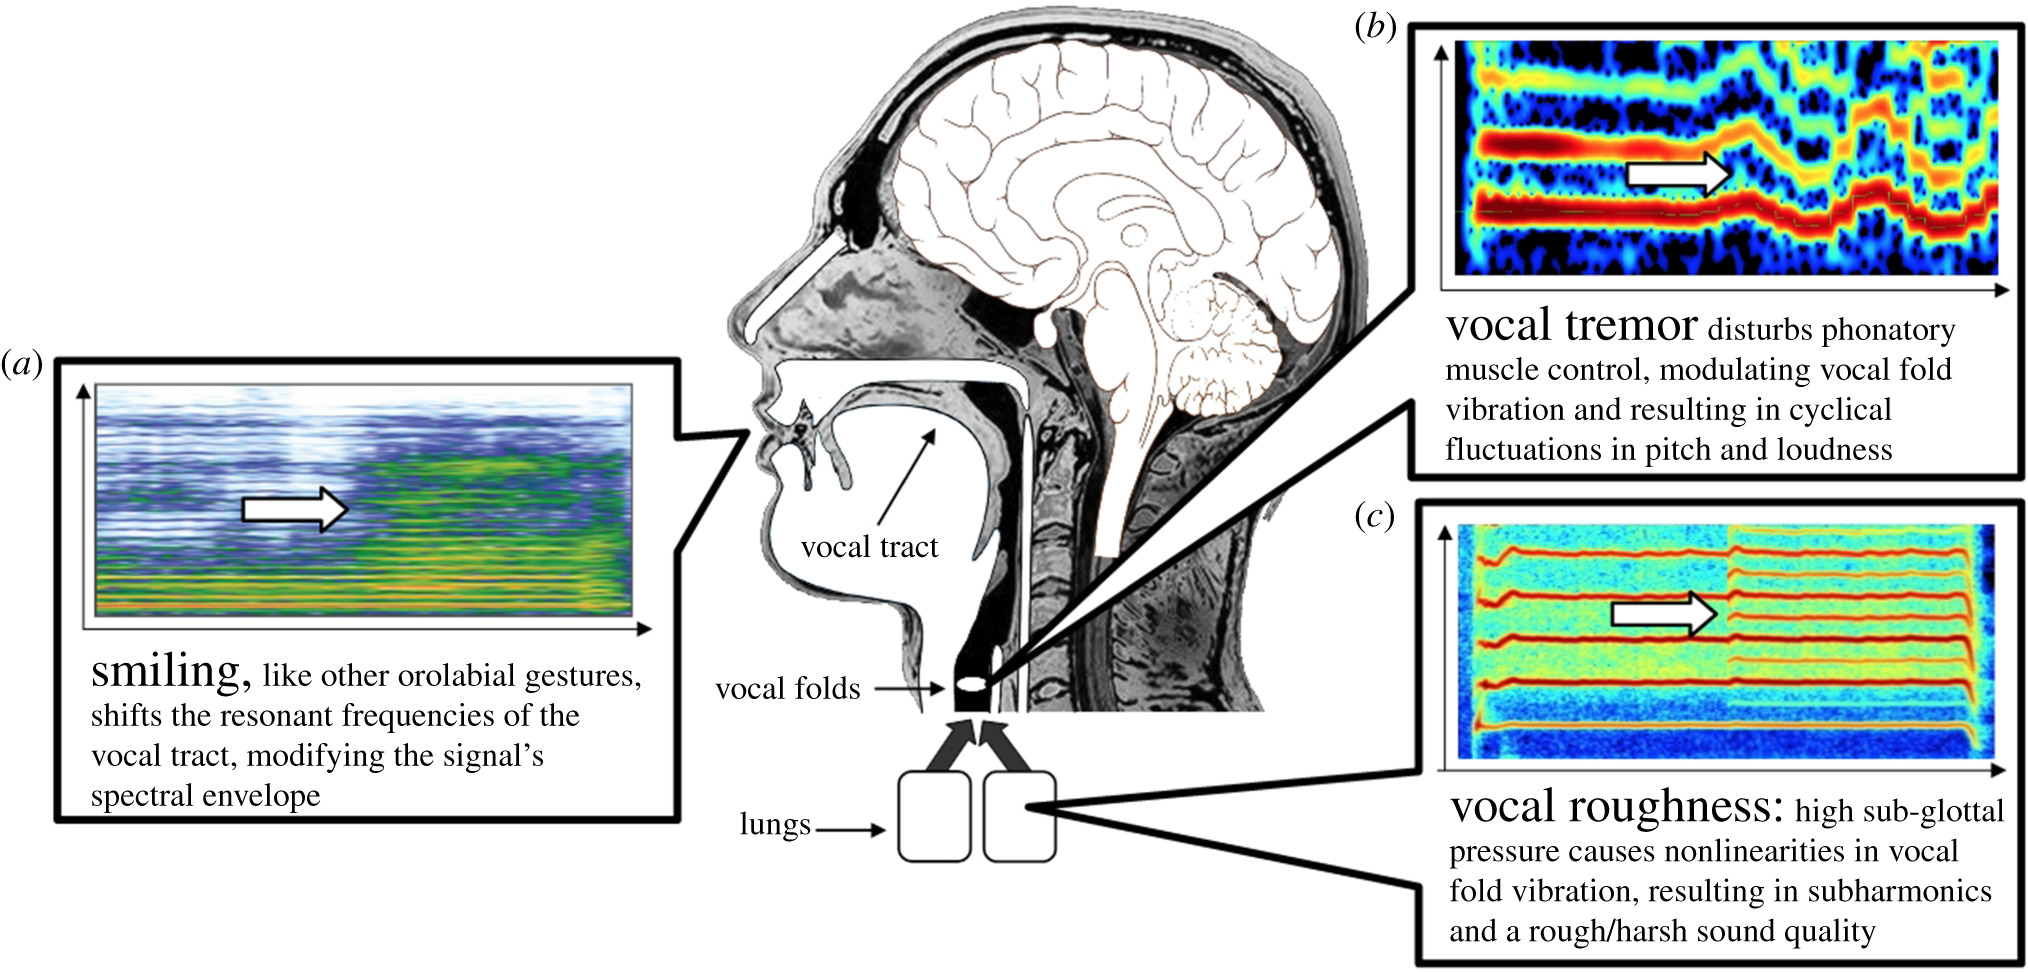 (a)
smiling, like other orolabial gestures,
shifts the resonant frequencies of the
vocal tract, modifying the signal’s
spectral envelope
vocal tract
vocal folds
lungs
(b)
vocal tremor disturbs phonatory
muscle control, modulating vocal fold
vibration and resulting in cyclical
fluctuations in pitch and loudness
(c)
vocal roughness: high sub-glottal
pressure causes nonlinearities in vocal
fold vibration, resulting in subharmonics
and a rough/harsh sound quality